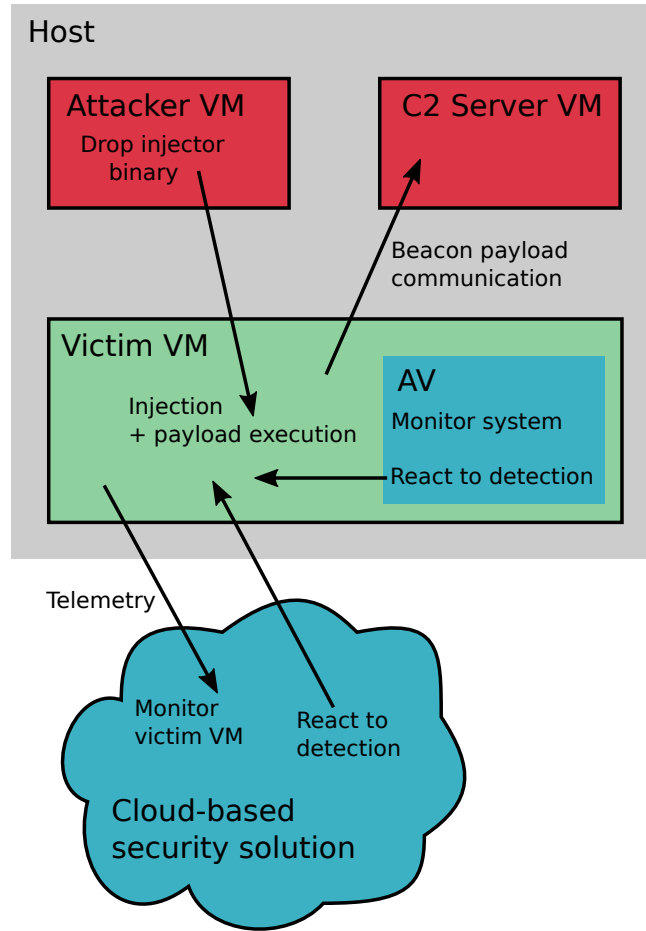 Host
Attacker VM
Drop injector
binary
C2 Server VM
Beacon payload
communication
Victim VM
Injection
+ payload execution
AV
Monitor system
React to detection
Telemetry
Monitor
victim VM
React to
detection
Cloud-based
security solution